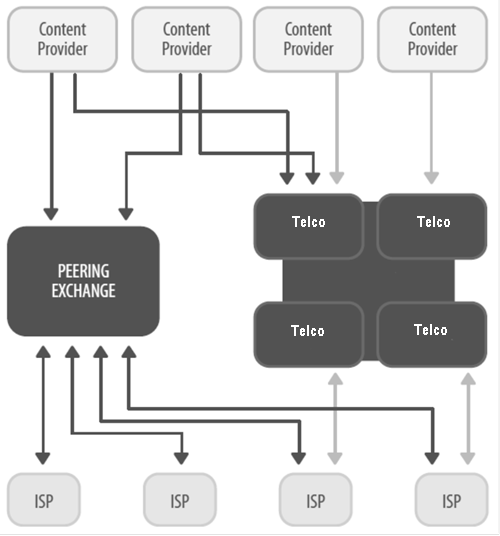 Content
Provider
Content
Provider
Content
Provider
Content
Provider
Telco
Telco
PEERING
EXCHANGE
Telco
Telco
ISP
ISP
ISP
ISP